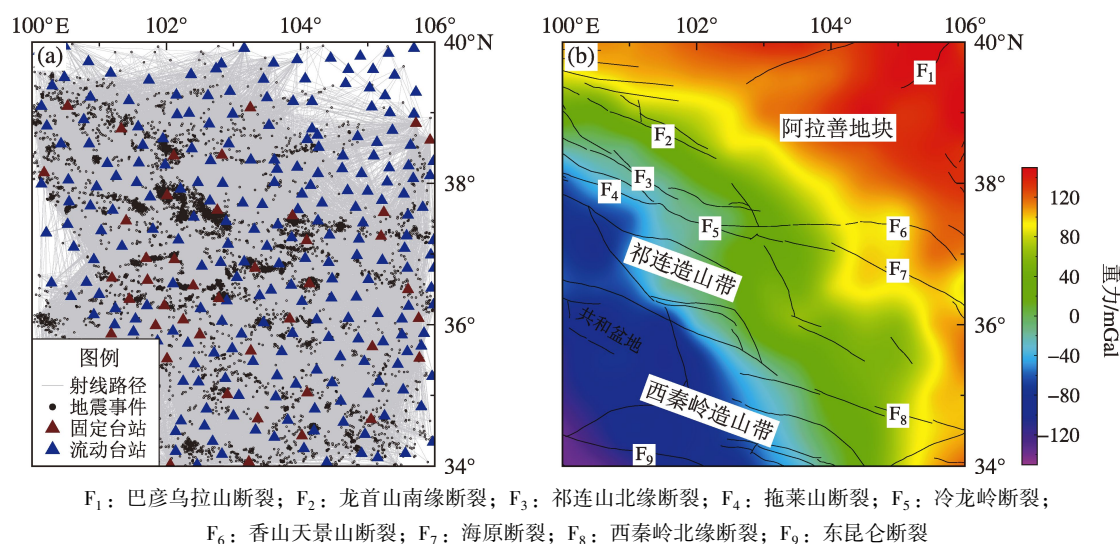 100°E 102° 104° 106°
100°E 102° 104° 106°
(a)
40°N
38°
36°
34°
图例
射线路径
地震事件
固定台站
流动台站
(b)
40°N
38°
36°
34°
F1
阿拉善地块
F2
F3
F4
F5
F6
祁连造山带
F7
共和盆地
西秦岭造山带
F8
F9
120
80
40
0
−40
−80
−120
重力/mGal
F1：巴彦乌拉山断裂；F2：龙首山南缘断裂；F3：祁连山北缘断裂；F4：拖莱山断裂；F5：冷龙岭断裂；
F6：香山天景山断裂；F7：海原断裂；F8：西秦岭北缘断裂；F9：东昆仑断裂